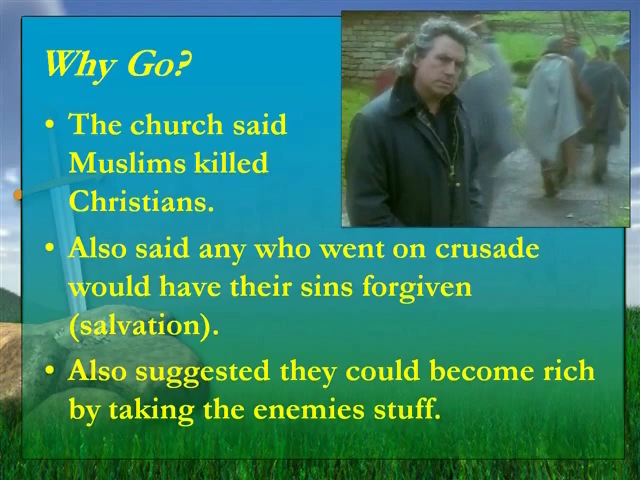 Why Go?
• The church said
Muslims killed
Christians.
• Also said any who went on crusade
would have their sins forgiven
(salvation).
• Also suggested they could become rich
by taking the enemies stuff.